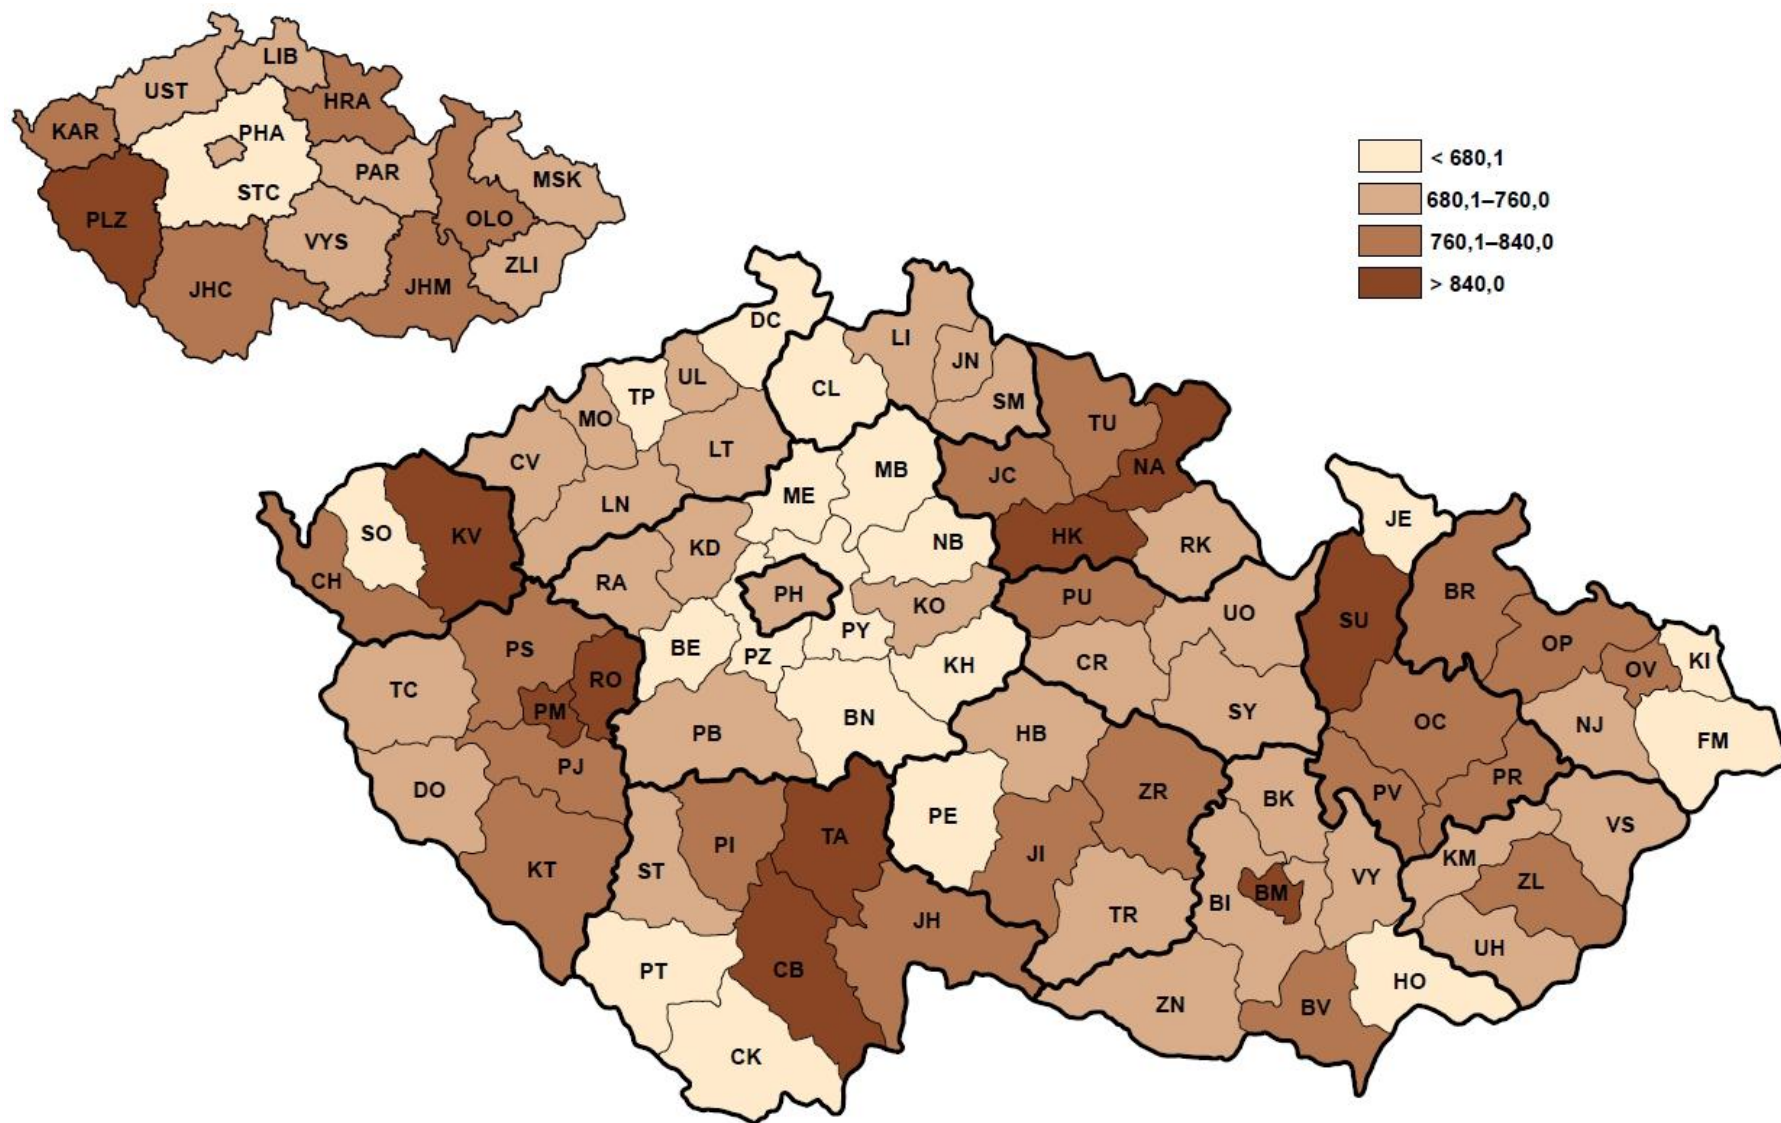 LIB
UST
HRA
KAR
PHA
PAR
MSK
STC
PLZ
OLO
VYS
ZLI
JHC
JHM
< 680,1
680,1–760,0
760,1–840,0
> 840,0
DC
LI
JN
UL
TP
CL
SM
MO
TU
LT
CV
NA
MB
JC
ME
LN
JE
SO
KV
HK
NB
KD
RK
CH
RA
BR
PH
PU
KO
UO
SU
PY
OP
PS
BE
PZ
KH
CR
KI
OV
RO
TC
PM
BN
SY
OC
NJ
PB
HB
FM
PJ
PR
DO
ZR
BK
PV
PE
VS
TA
PI
JI
KM
KT
ST
VY
ZL
BM
BI
JH
TR
UH
PT
CB
HO
ZN
BV
CK